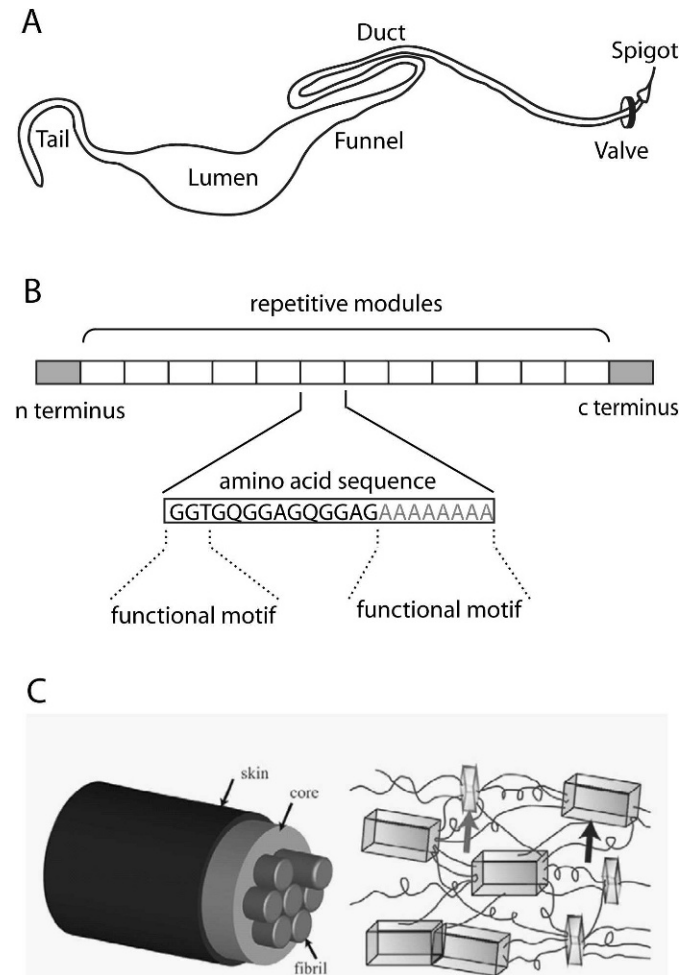 A
Duct
Spigot
Tail
Funnel
Valve
Lumen
B
repetitive modules
n terminus
c terminus
amino acid sequence
GGTGQGGAGQGGAGAAAAAAAA
functional motif
functional motif
C
skin
core
fibril